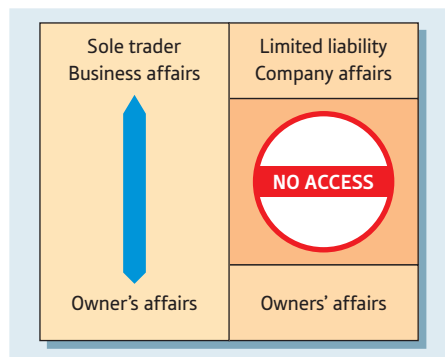 Sole trader
Business affairs
Owner's affairs
Limited liability
Company affairs
NO ACCESS
Owners' affairs